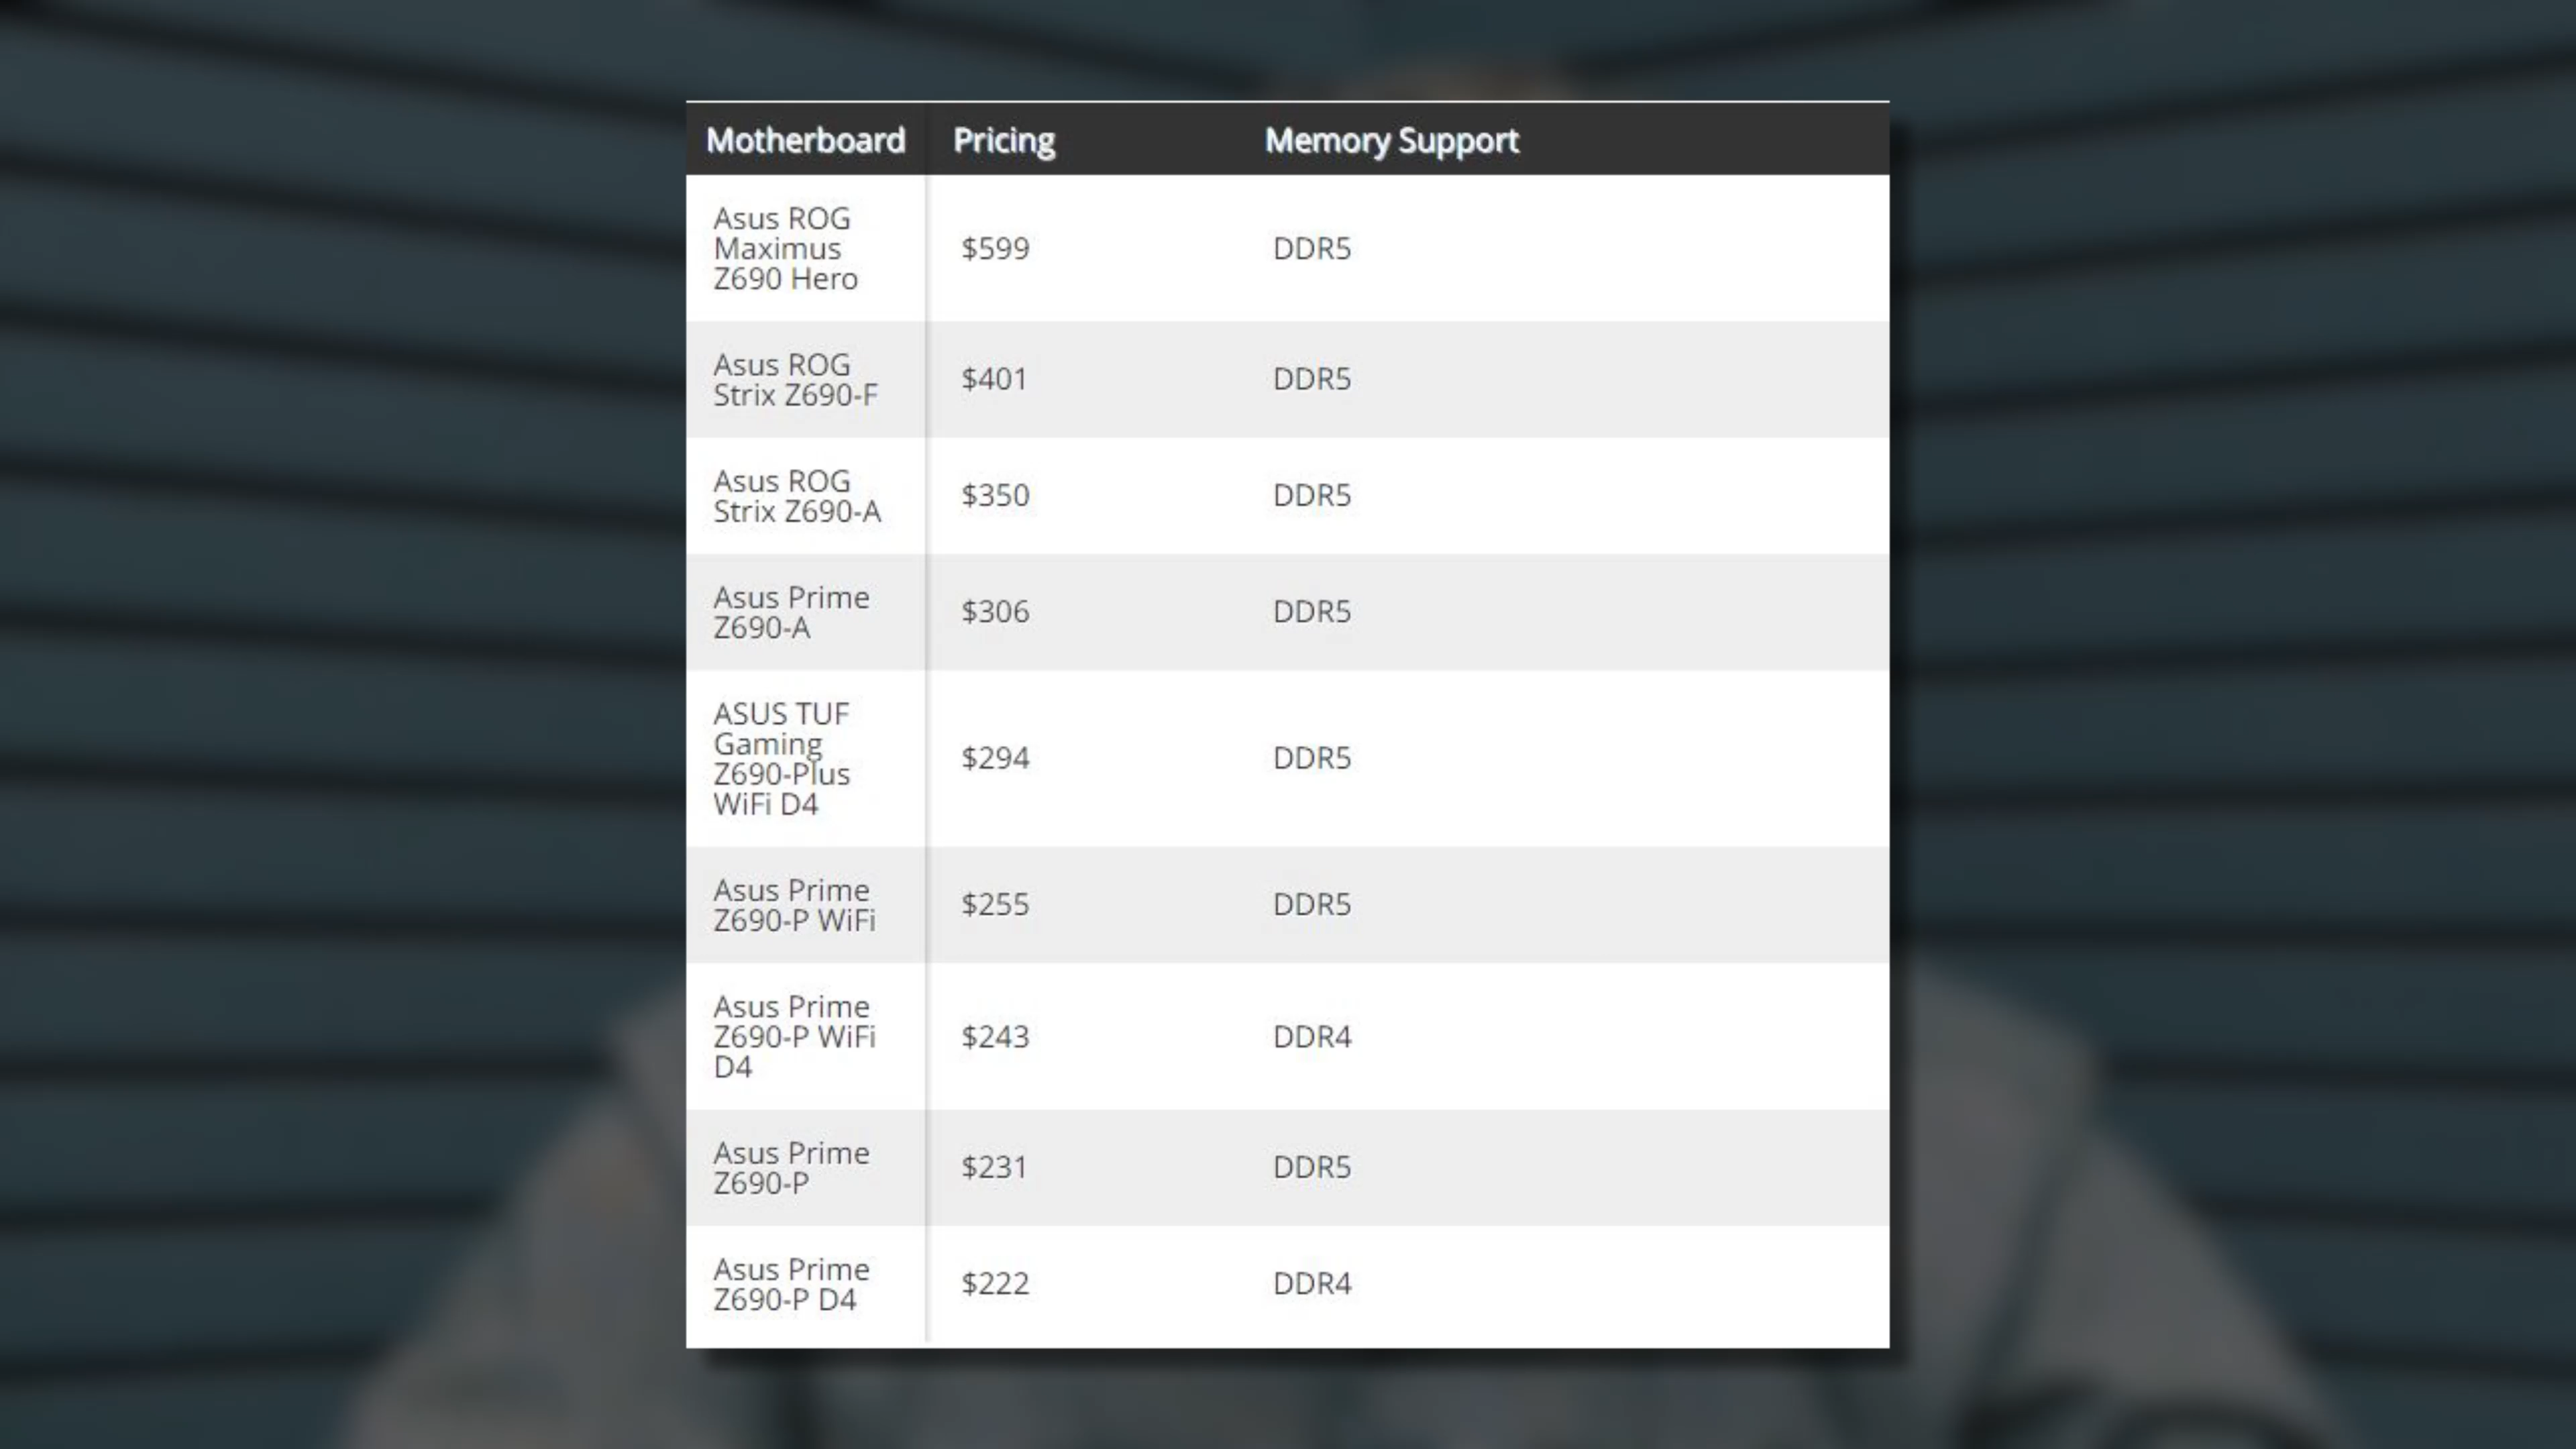 Motherboard Pricing Memory Support
Asus ROG
Maximus
Z690 Hero
$599 DDR5
Asus ROG
Strix Z690-F
$401 DDR5
Asus ROG
Strix Z690-A
$350 DDR5
Asus Prime
Z690-A
$306 DDR5
ASUS TUF
Gaming
Z690-Plus
WiFi D4
$294 DDR5
Asus Prime
Z690-P WiFi
$255 DDR5
Asus Prime
Z690-P WiFi
D4
$243 DDR4
Asus Prime
Z690-P
$231 DDR5
Asus Prime
Z690-P D4
$222 DDR4